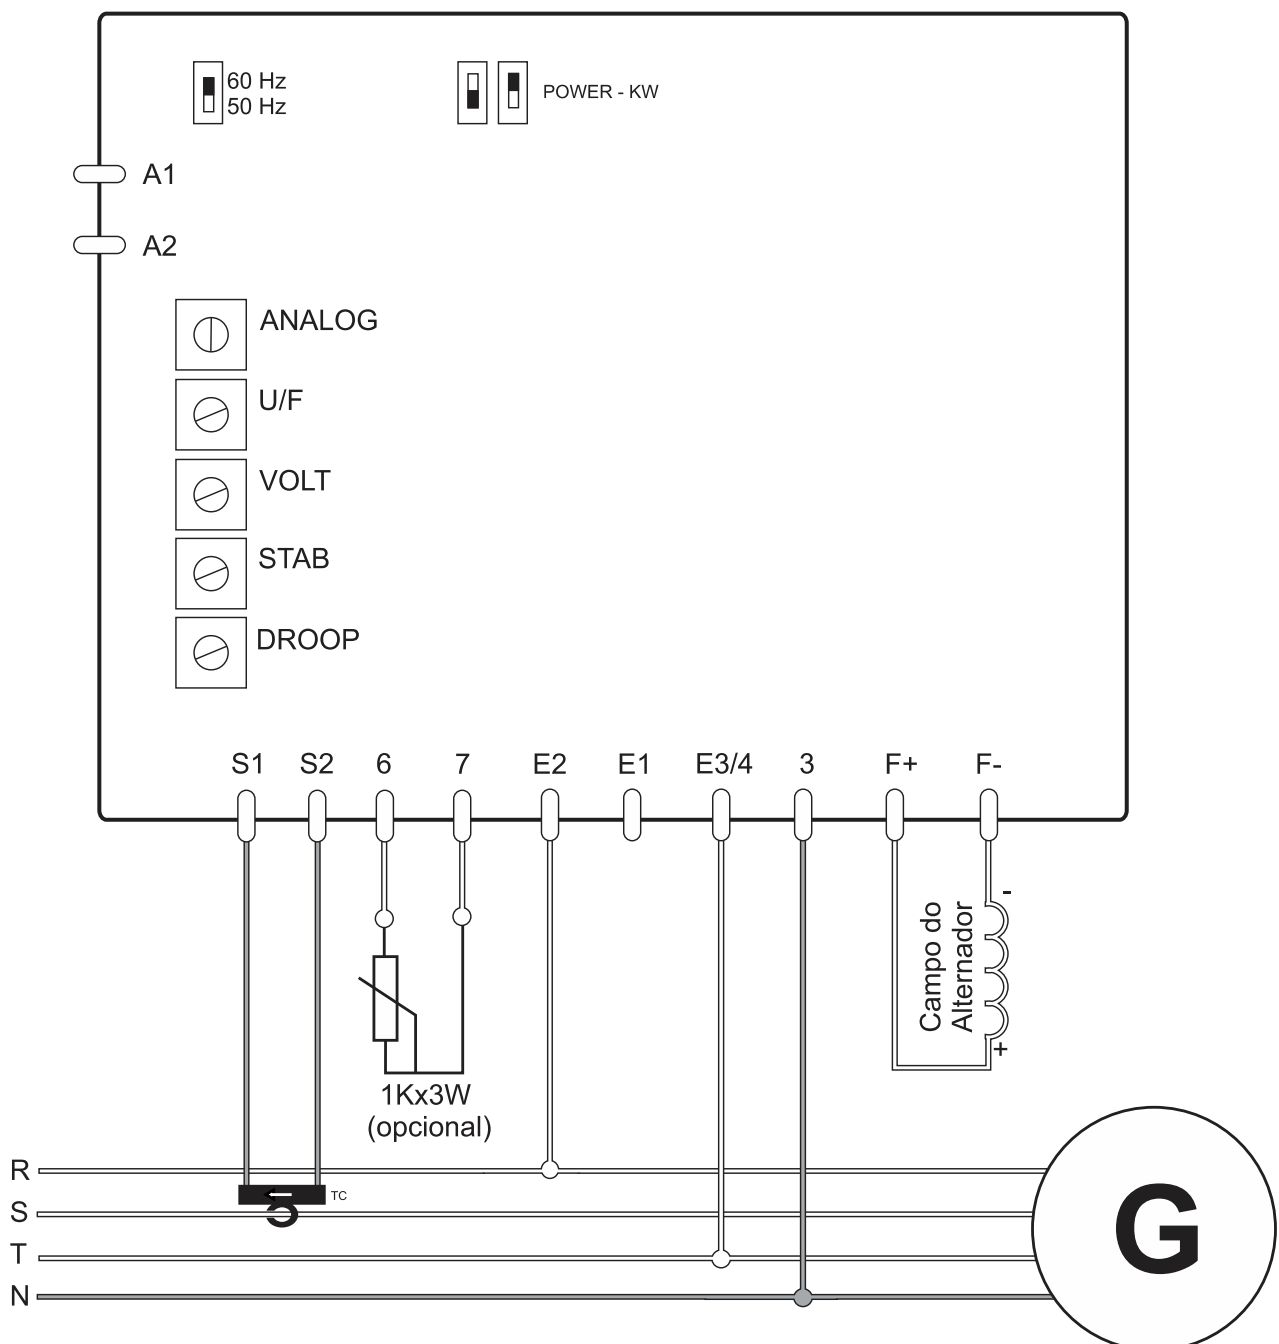 60 Hz
50 Hz
POWER - KW
A1
A2
ANALOG
U/F
VOLT
STAB
DROOP
S1 S2 6 7 E2 E1 E3/4 3 F+ F-
-
Campo do
Alternador
+
1Kx3W
(opcional)
R
TC
S
T
N
G